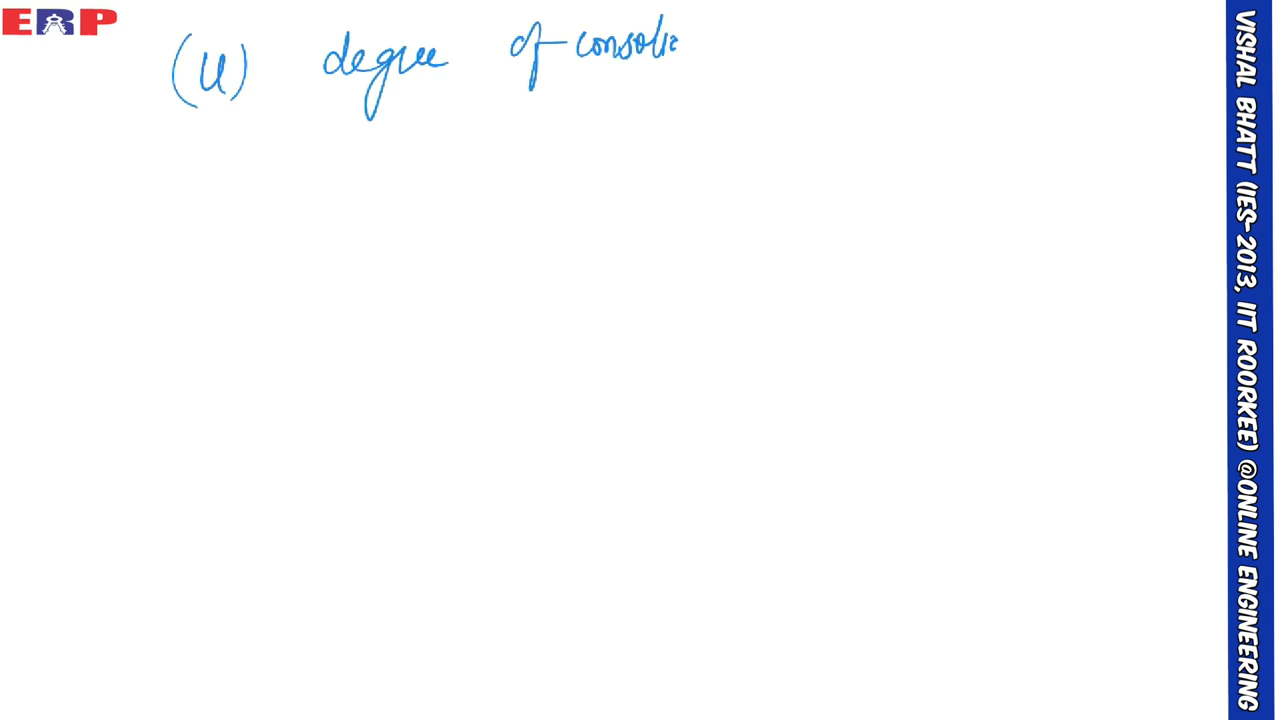 ERP
(U) degree of consoli
VISHAL BHATT (IES-2013, IIT ROORKEE) @ONLINE ENGINEERING